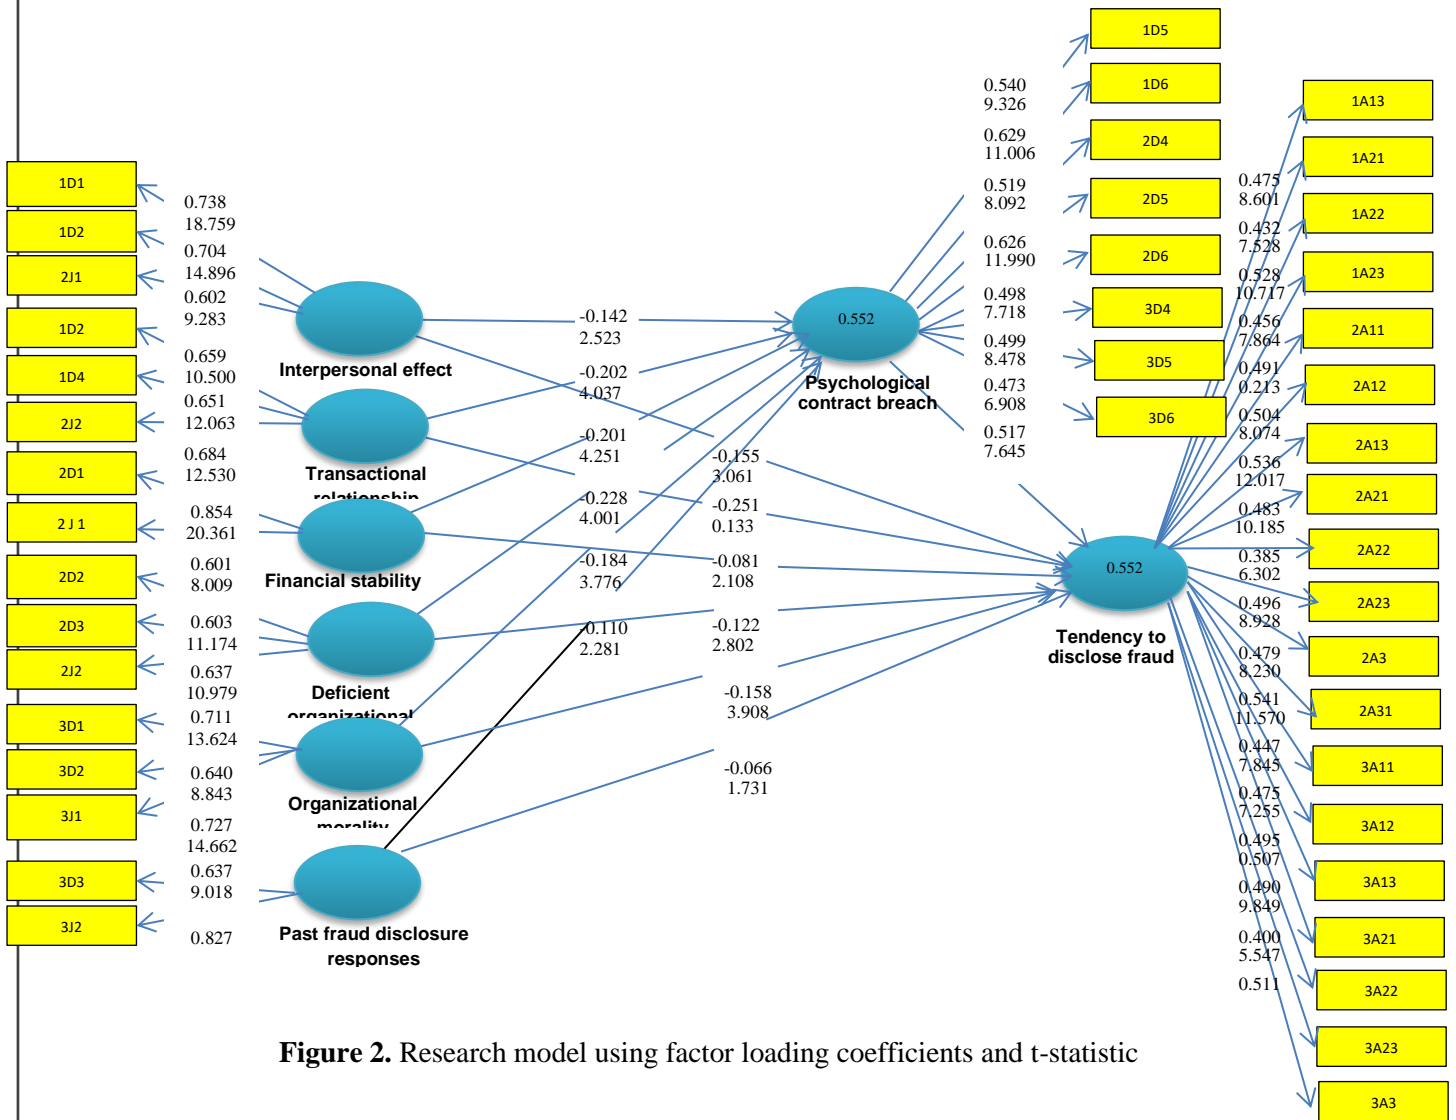 1D1
1D2
2J1
1D2
1D4
2J2
2D1
2 J 1
2D2
2D3
2J2
3D1
3D2
3J1
3D3
3J2
0.738
18.759
0.704
14.896
0.602
9.283
0.659
10.500
0.651
12.063
0.684
12.530
0.854
20.361
0.601
8.009
0.603
11.174
0.637
10.979
0.711
13.624
0.640
8.843
0.727
14.662
0.637
9.018
0.827
Interpersonal effect
Transactional
relationship
Financial stability
Deficient
organizational
Organizational
morality
Past fraud disclosure
responses
-0.142
2.523
-0.202
4.037
-0.201
4.251
-0.228
4.001
-0.184
3.776
-0.110
2.281
-0.155
3.061
-0.251
0.133
-0.081
2.108
-0.122
2.802
-0.158
3.908
-0.066
1.731
0.552
Psychological
contract breach
0.540
9.326
0.629
11.006
0.519
8.092
0.626
11.990
0.498
7.718
0.499
8.478
0.473
6.908
0.517
7.645
1D5
1D6
2D4
2D5
2D6
3D4
3D5
3D6
0.552
Tendency to
disclose fraud
0.475
8.601
0.432
7.528
0.528
10.717
0.456
7.864
0.491
0.213
0.504
8.074
0.536
12.017
0.483
10.185
0.385
6.302
0.496
8.928
0.479
8.230
0.541
11.570
0.447
7.845
0.475
7.255
0.495
0.507
0.490
9.849
0.400
5.547
0.511
1A13
1A21
1A22
1A23
2A11
2A12
2A13
2A21
2A22
2A23
2A3
2A31
3A11
3A12
3A13
3A21
3A22
3A23
3A3
Figure 2. Research model using factor loading coefficients and t-statistic